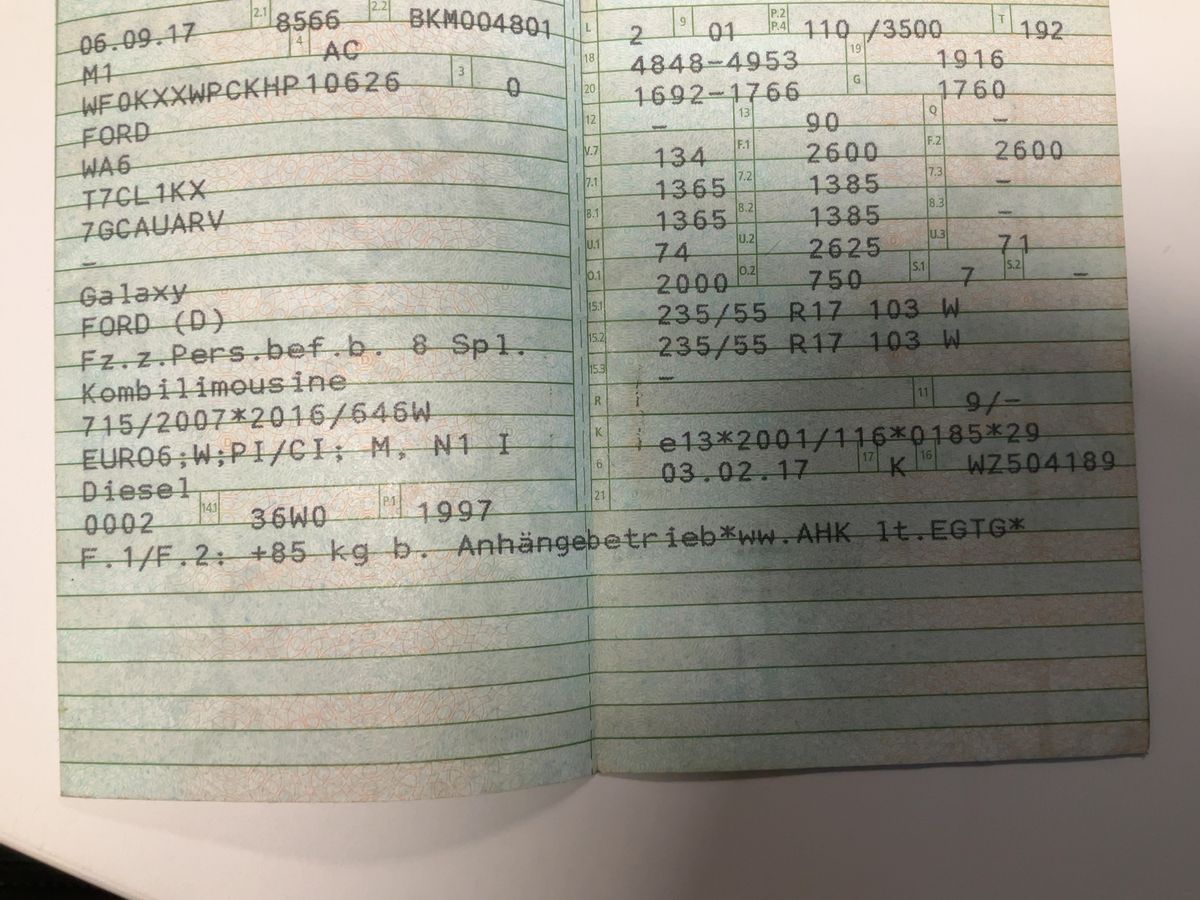 06.09.17 2.1 8566 2.2 BKM004801
M1 4 AC
WF0KXXWPCKHP10626 3 0
FORD
WA6
T7CL1KX
7GCAUARV
–
Galaxy
FORD (D)
Fz.z.Pers.bef.b. 8 Spl.
Kombilimousine
715/2007*2016/646W
EURO6;W;PI/CI; M, N1 I
Diesel
0002 14.1 36W0 P.1 1997
L 2 9 01 P.2 P.4 110 /3500 T 192
18 4848-4953 19 1916
20 1692-1766 G 1760
12 – 13 90 Q –
V.7 134 F.1 2600 F.2 2600
7.1 1365 7.2 1385 7.3 –
8.1 1365 8.2 1385 8.3 –
U.1 74 U.2 2625 U.3 71
O.1 2000 O.2 750 S.1 7 S.2 –
15.1 235/55 R17 103 W
15.2 235/55 R17 103 W
15.3 –
R 11 9/–
K e13*2001/116*0185*29
6 03.02.17 17 K 16 WZ504189
21
F.1/F.2: +85 kg b. Anhängebetrieb*ww.AHK lt.EGTG*